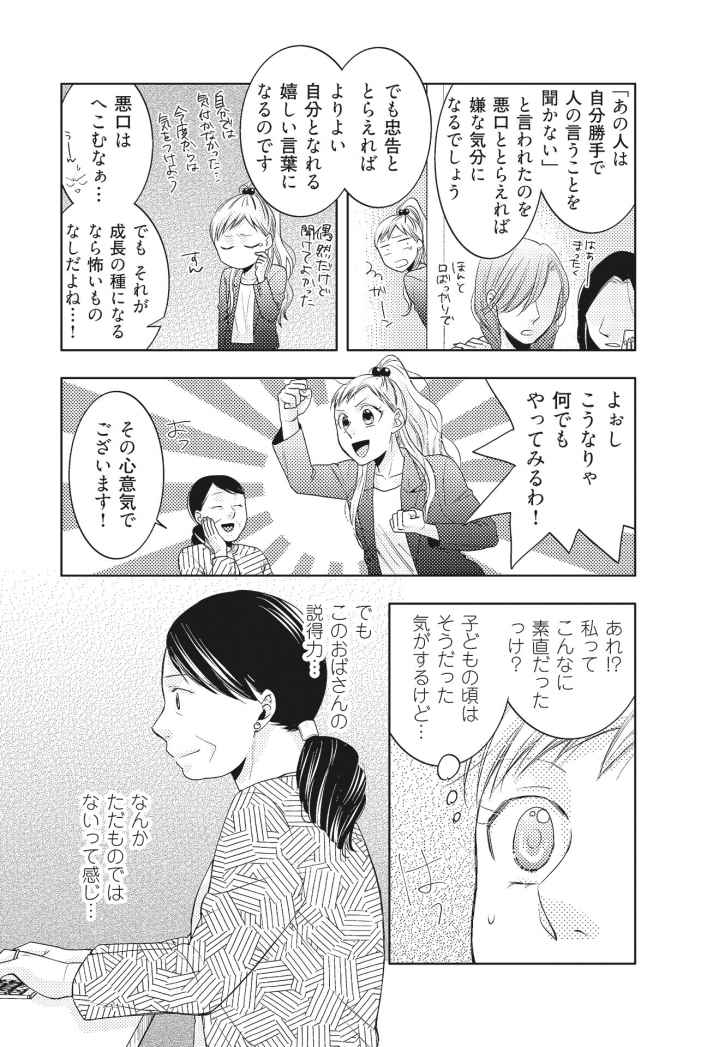 「あの人は
自分勝手で
人の言うことを
聞かない」
と言われたのを
悪口ととらえれば
嫌な気分に
なるでしょう
はぁー
まったく
ほんと
口ばっかりで
でも忠告と
とらえれば
よりよい
自分となれる
嬉しい言葉に
なるのです
がーン
自分では
気付かなかった…
今度からは
気をつけよう
偶然だけど
聞けてよかった
すん
悪口は
へこむなぁ…
うーん…
でも それが
成長の種になる
なら怖いもの
なしだよね…！
よぉし
こうなりゃ
何でも
やってみるわ！
おっ
その心意気で
ございます！
あれ!?
私って
こんなに
素直だった
っけ？
子どもの頃は
そうだった
気がするけど…
はっ
でも
このおばさんの
説得力…
なんか
ただものでは
ないって感じ…